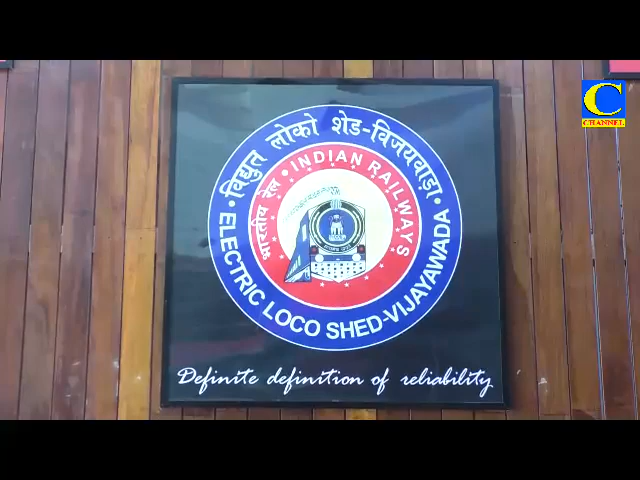 C
CHANNEL
विद्युत लोको शेड-विजयवाडा
भारतीय रेल • INDIAN RAILWAYS
• ELECTRIC LOCO SHED-VIJAYAWADA •
Definite definition of reliability